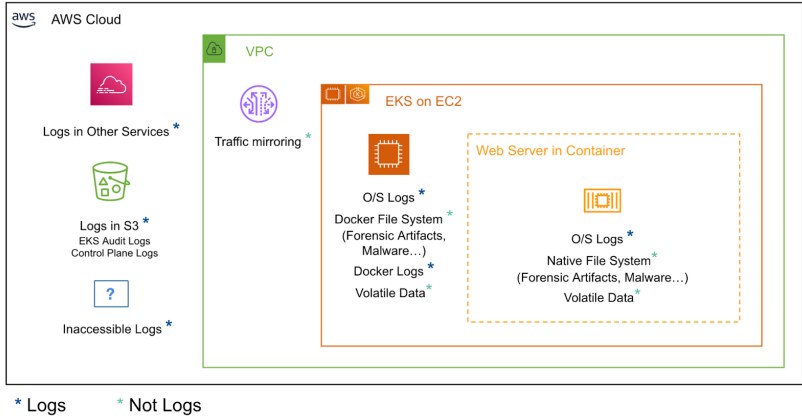 aws AWS Cloud
VPC
EKS on EC2
Logs in Other Services *
Traffic mirroring *
Web Server in Container
Logs in S3 *
EKS Audit Logs
Control Plane Logs
O/S Logs *
Docker File System *
(Forensic Artifacts,
Malware...)
Docker Logs *
Volatile Data *
O/S Logs *
Native File System *
(Forensic Artifacts, Malware...)
Volatile Data *
?
Inaccessible Logs *
* Logs * Not Logs